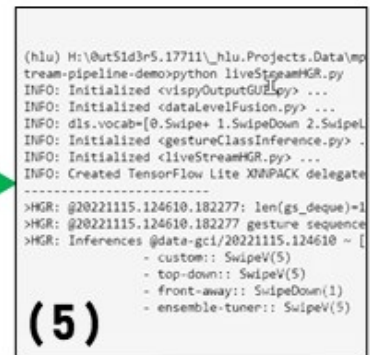 (hlu) H:\0ut51d3r5.17711\_hlu.Projects.Data\mp
tream-pipeline-demo>python liveStreamHGR.py
INFO: Initialized <vispyOutputGUI.py> ...
INFO: Initialized <dataLevelFusion.py> ...
INFO: dls.vocab=[0.Swipe+ 1.SwipeDown 2.SwipeL
INFO: Initialized <gestureClassInference.py> .
INFO: Initialized <liveStreamHGR.py> ...
INFO: Created TensorFlow Lite XNNPACK delegate
-------------------------
>HGR: @20221115.124610.182277: len(gs_deque)=1
>HGR: @20221115.124610.182277 gesture sequence
>HGR: Inferences @data-gci/20221115.124610 ~ [
- custom:: SwipeV(5)
- top-down:: SwipeV(5)
- front-away:: SwipeDown(1)
- ensemble-tuner:: SwipeV(5)
(5)